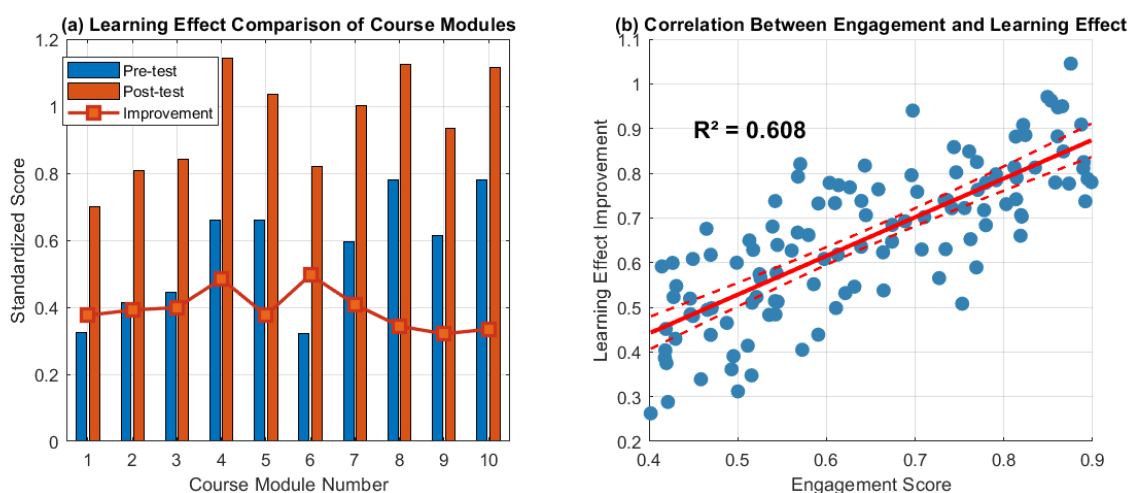 (a) Learning Effect Comparison of Course Modules
1.2
1
0.8
0.6
0.4
0.2
0
Standardized Score
Pre-test
Post-test
Improvement
1 2 3 4 5 6 7 8 9 10
Course Module Number
(b) Correlation Between Engagement and Learning Effect
1.1
1
0.9
0.8
0.7
0.6
0.5
0.4
0.3
0.2
Learning Effect Improvement
R² = 0.608
0.4 0.5 0.6 0.7 0.8 0.9
Engagement Score